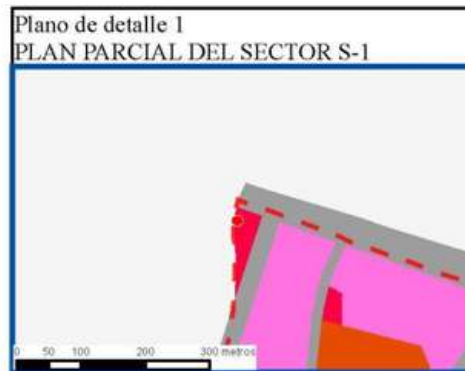 Plano de detalle 1
PLAN PARCIAL DEL SECTOR S-1
0 50 100 200 300 metros